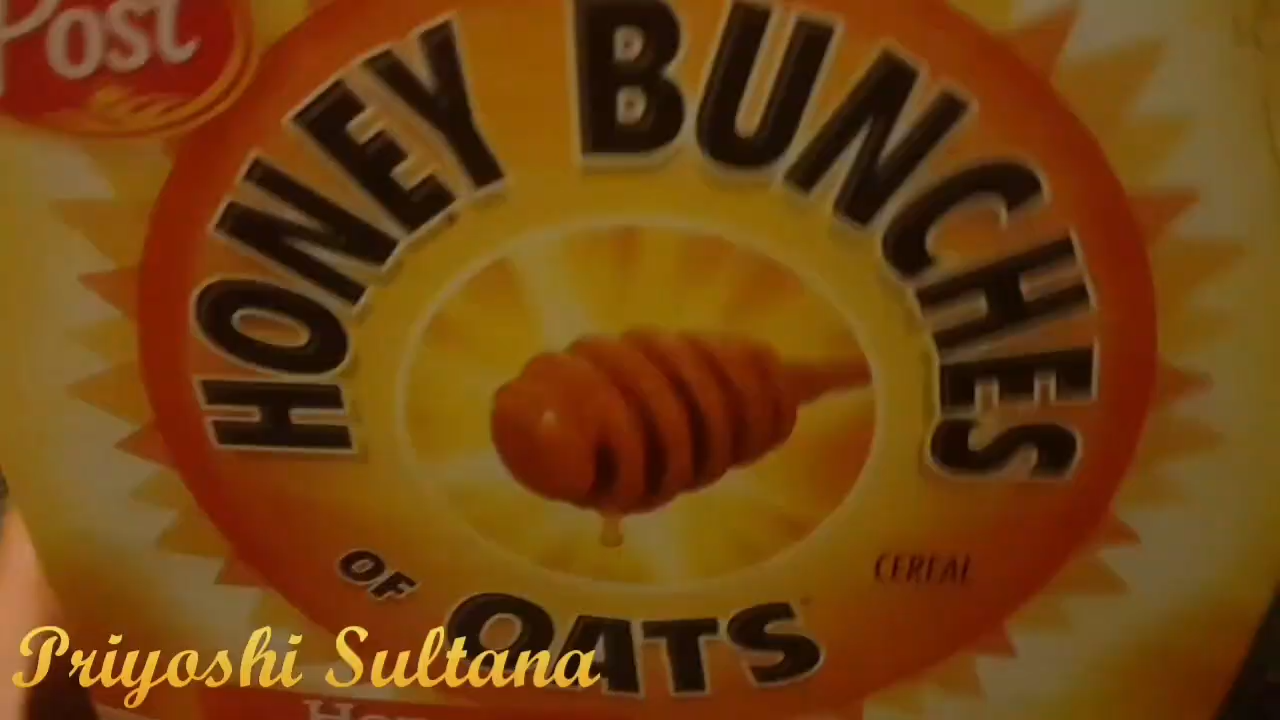 Post
HONEY BUNCHES
OF
OATS
CEREAL
Priyoshi Sultana